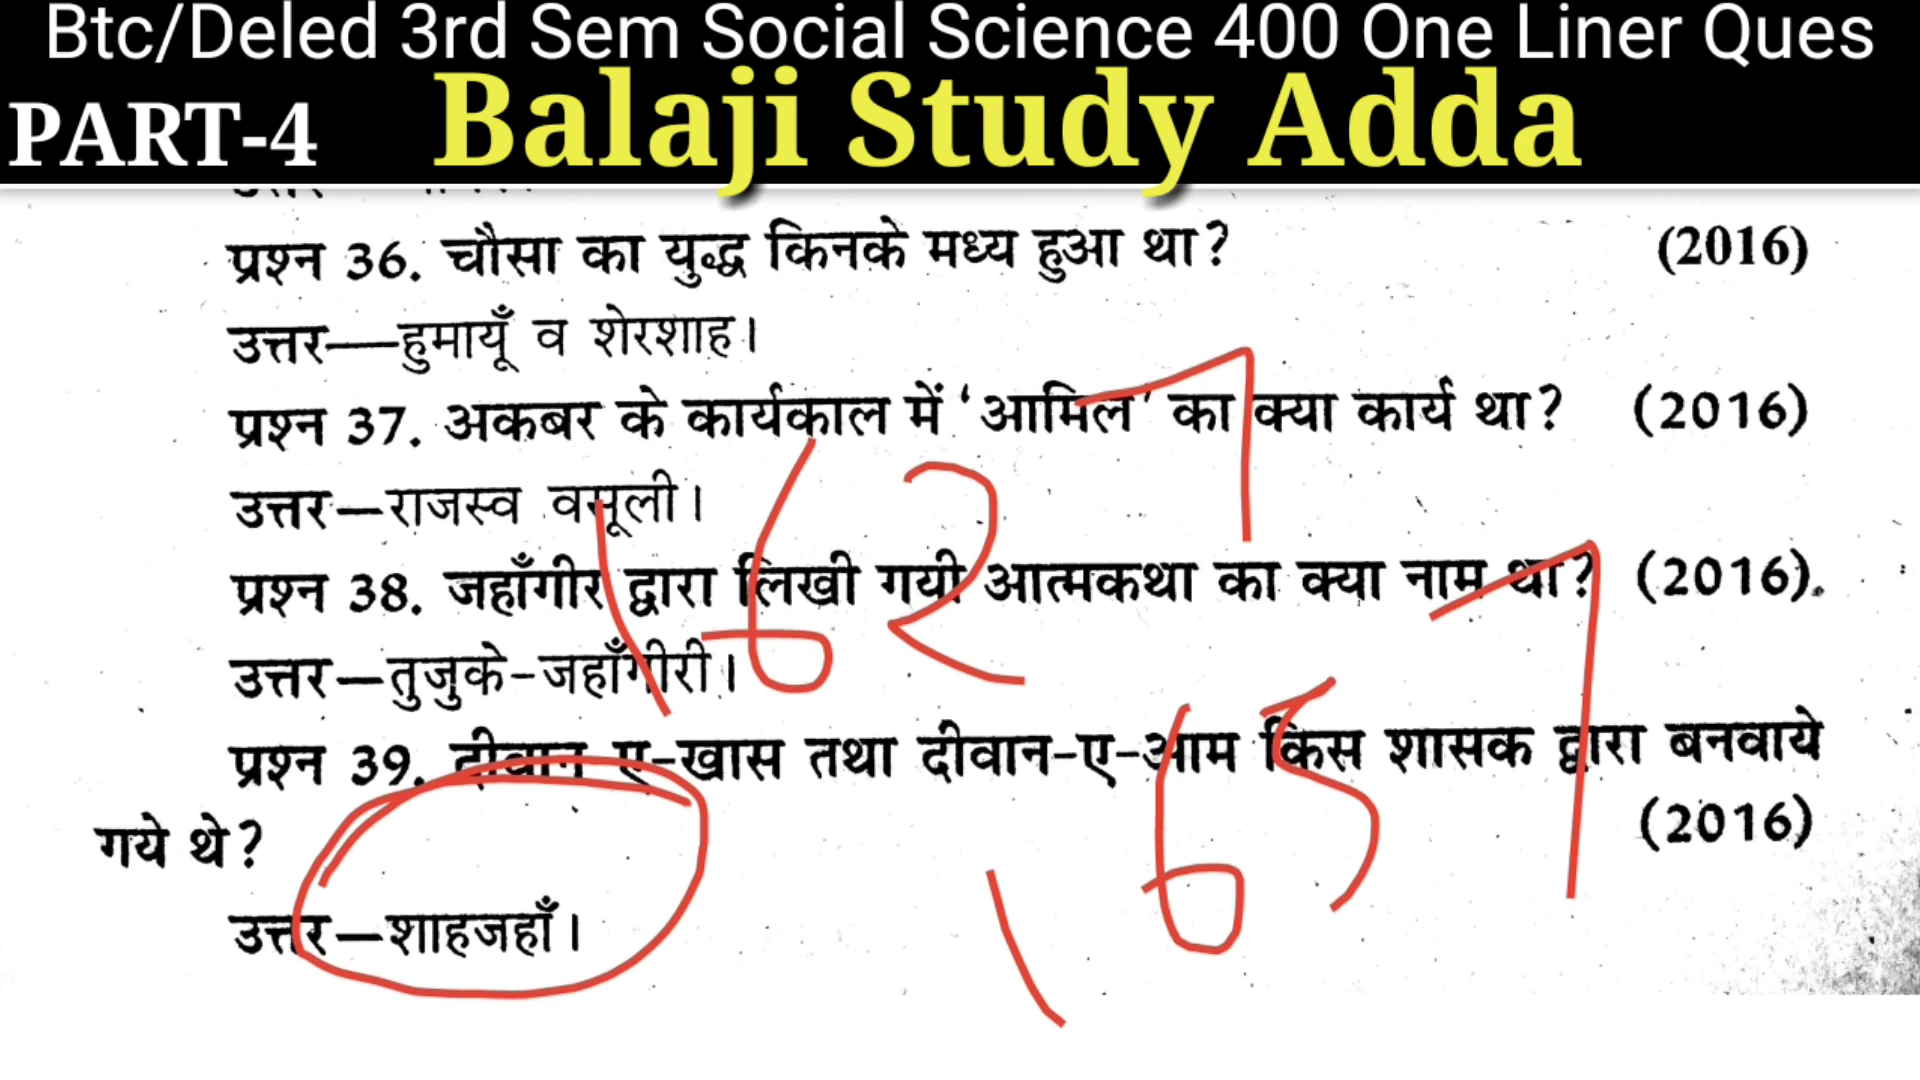 Btc/Deled 3rd Sem Social Science 400 One Liner Ques
PART-4 Balaji Study Adda
प्रश्न 36. चौसा का युद्ध किनके मध्य हुआ था? (2016)
उत्तर—हुमायूँ व शेरशाह।
प्रश्न 37. अकबर के कार्यकाल में ‘आमिल’ का क्या कार्य था? (2016)
उत्तर—राजस्व वसूली।
प्रश्न 38. जहाँगीर द्वारा लिखी गयी आत्मकथा का क्या नाम था? (2016)
उत्तर—तुजुके-जहाँगीरी।
प्रश्न 39. दीवान-ए-खास तथा दीवान-ए-आम किस शासक द्वारा बनवाये
गये थे? (2016)
उत्तर—शाहजहाँ।
1627
1657